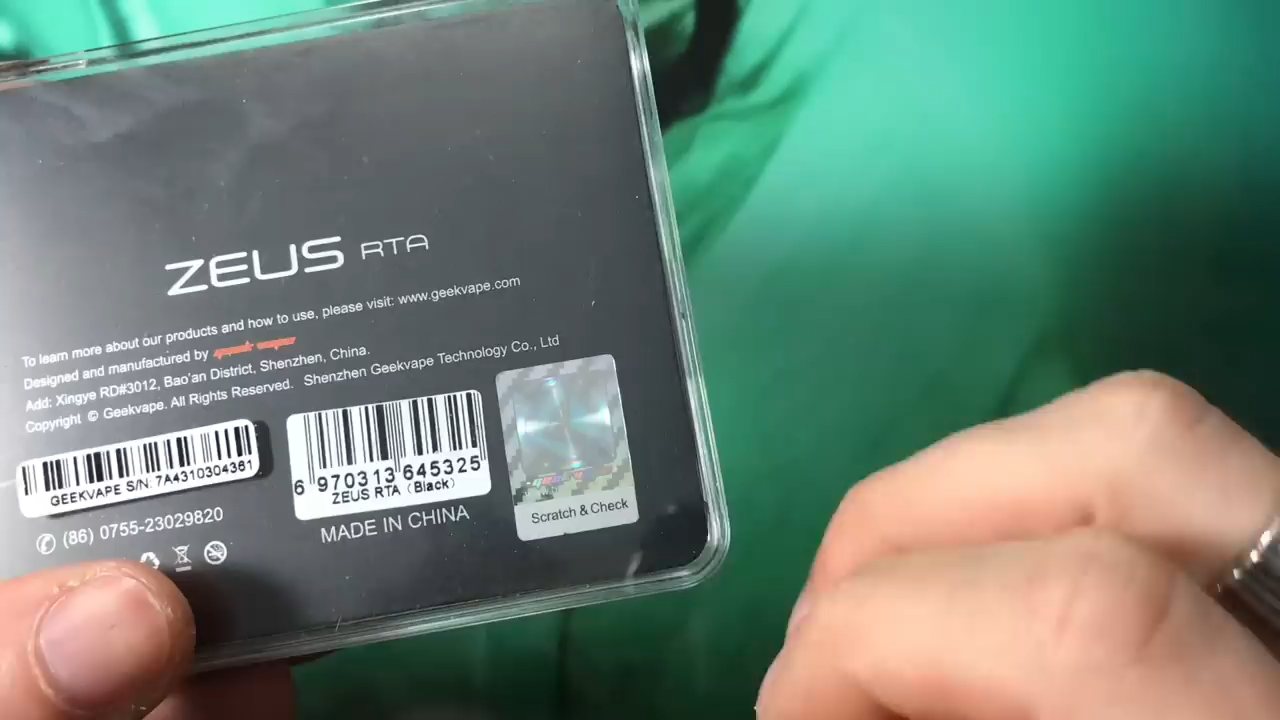 ZEUS RTA
To learn more about our products and how to use, please visit: www.geekvape.com
Designed and manufactured by
Add: Xingye RD#3012, Bao'an District, Shenzhen, China.
Copyright © Geekvape. All Rights Reserved. Shenzhen Geekvape Technology Co., Ltd
GEEKVAPE S/N: 7A4310304361
6 970313 645325
ZEUS RTA (Black)
Scratch & Check
(86) 0755-23029820
MADE IN CHINA